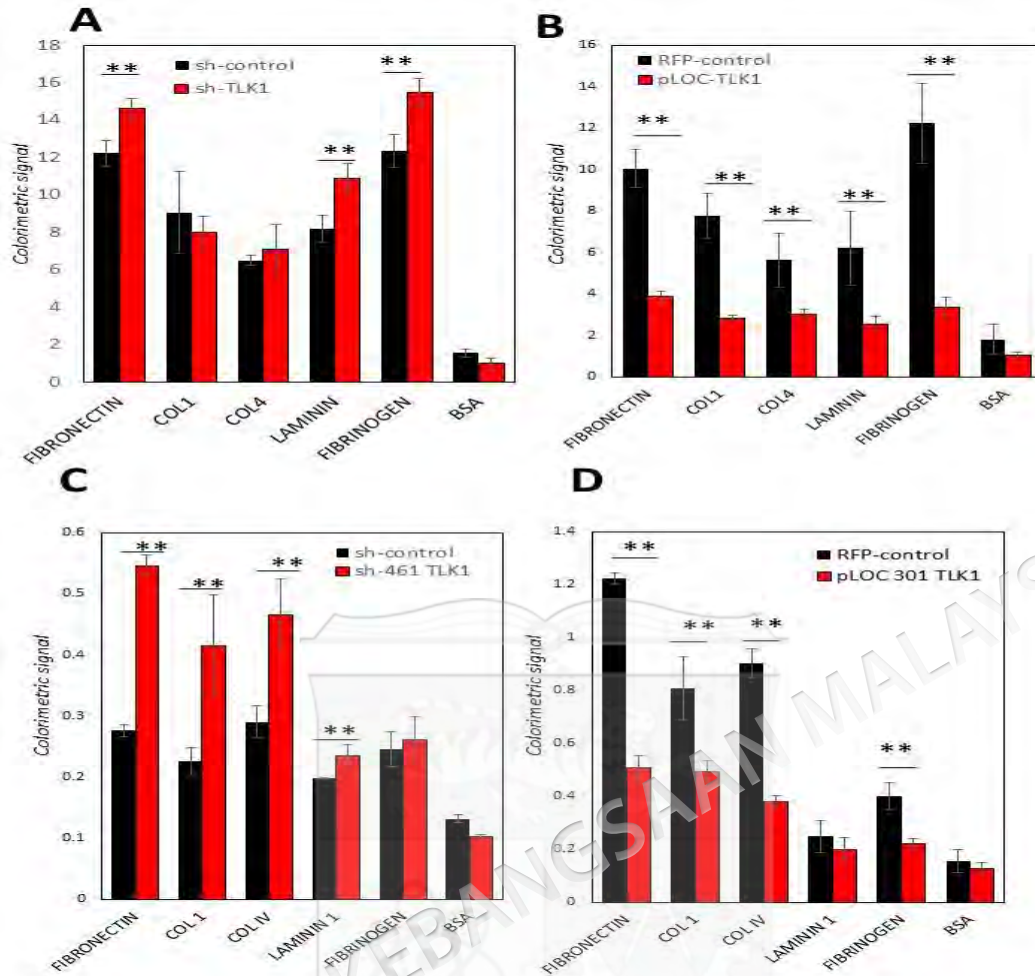 A
Colorimetric signal
18
16
14
12
10
8
6
4
2
0
sh-control
sh-TLK1
**
**
**
FIBRONECTIN
COL1
COL4
LAMININ
FIBRINOGEN
BSA
B
Colorimetric signal
16
14
12
10
8
6
4
2
0
RFP-control
pLOC-TLK1
**
**
**
**
**
FIBRONECTIN
COL1
COL4
LAMININ
FIBRINOGEN
BSA
C
Colorimetric signal
0.6
0.5
0.4
0.3
0.2
0.1
0
sh-control
sh-461 TLK1
**
**
**
**
FIBRONECTIN
COL 1
COL IV
LAMININ 1
FIBRINOGEN
BSA
D
Colorimetric signal
1.4
1.2
1
0.8
0.6
0.4
0.2
0
RFP-control
pLOC 301 TLK1
**
**
**
**
FIBRONECTIN
COL 1
COL IV
LAMININ 1
FIBRINOGEN
BSA
KEBANGSAAN MALAYS